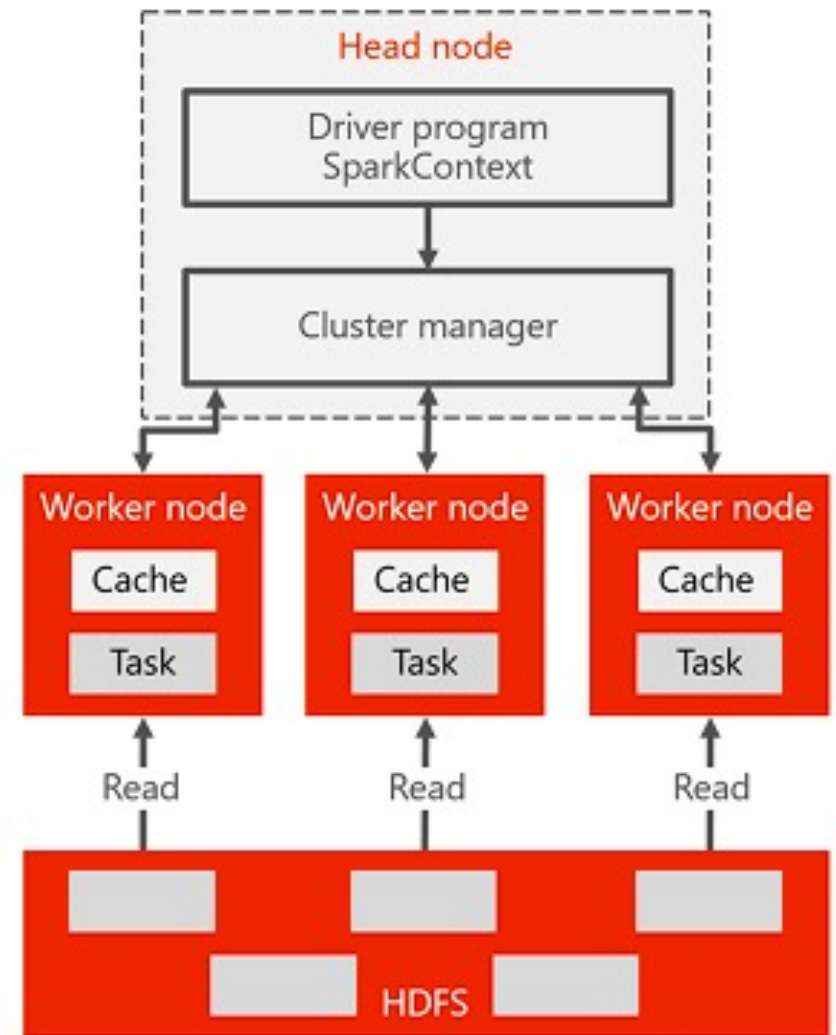 Head node
Driver program
SparkContext
Cluster manager
Worker node
Cache
Task
Worker node
Cache
Task
Worker node
Cache
Task
Read
Read
Read
HDFS